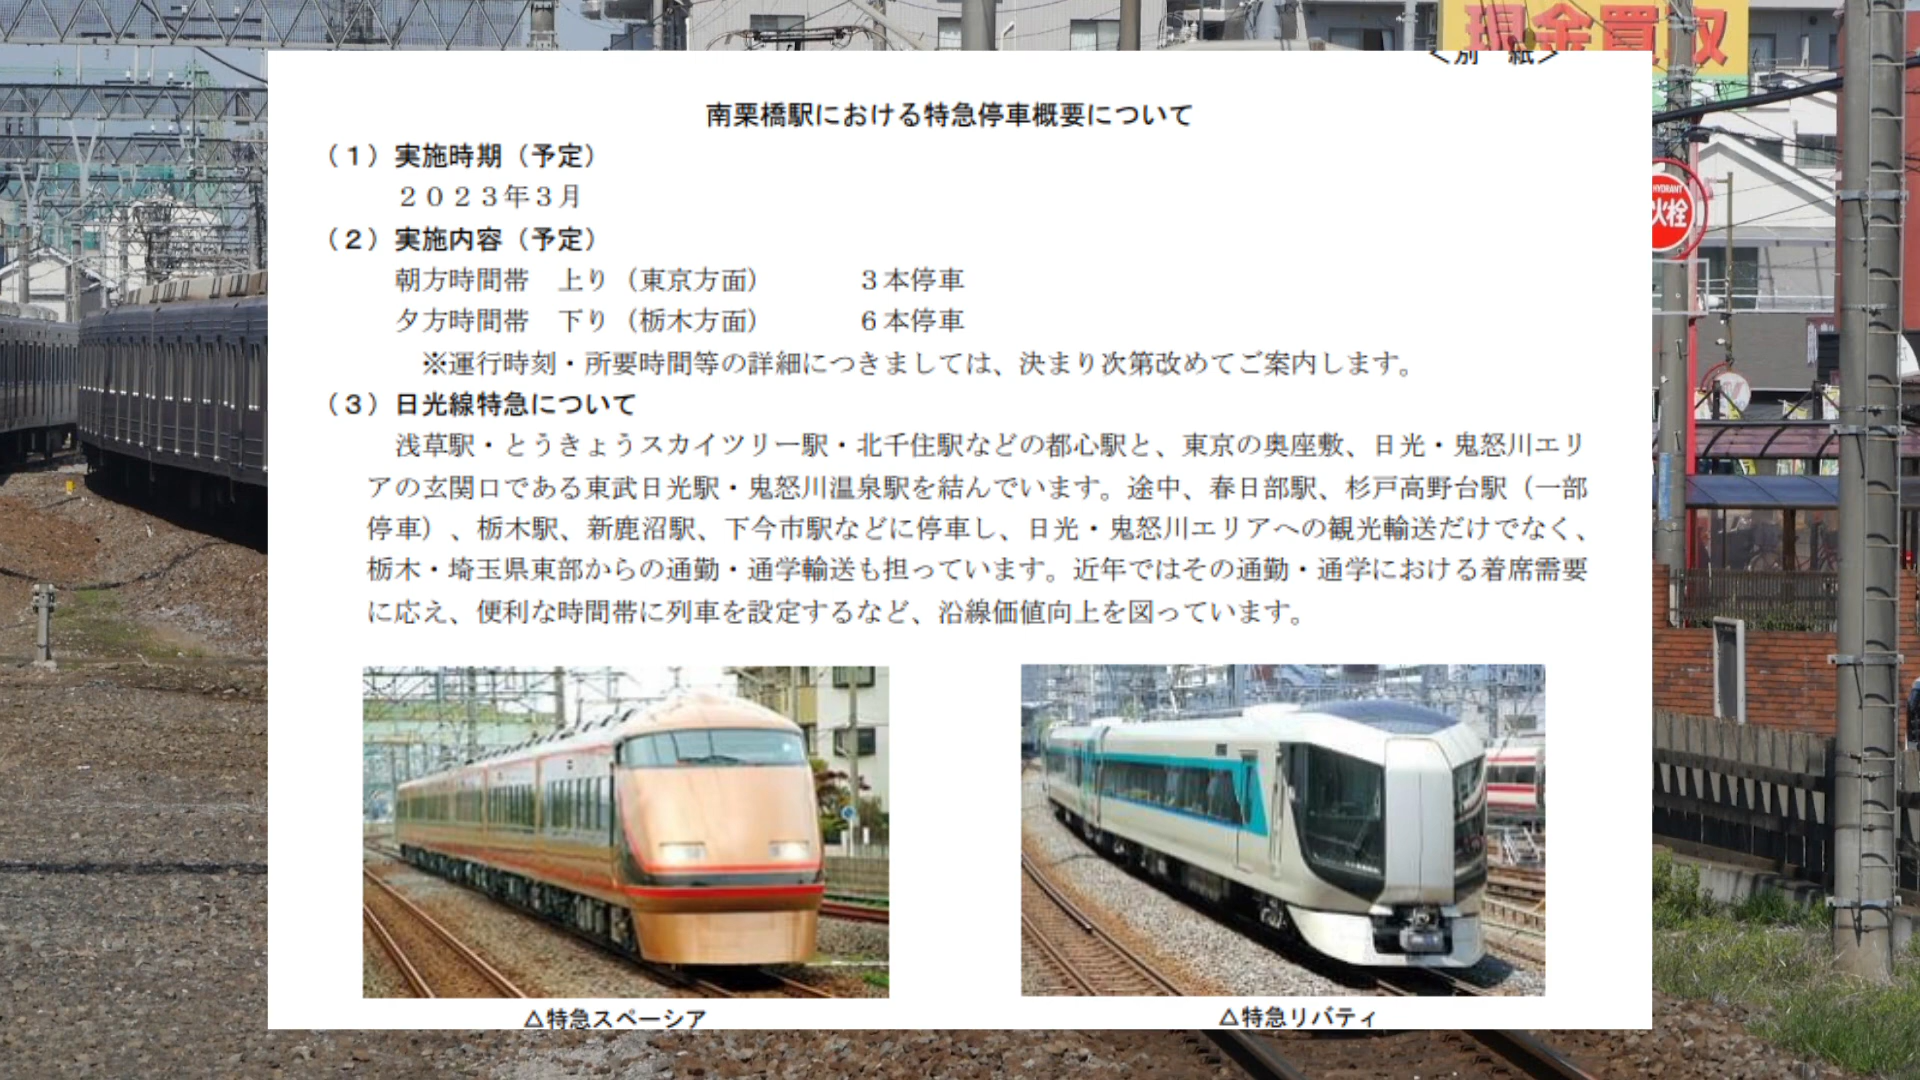 現金買収
＜別　紙＞
南栗橋駅における特急停車概要について
（１）実施時期（予定）
２０２３年３月
（２）実施内容（予定）
朝方時間帯　上り（東京方面）　３本停車
夕方時間帯　下り（栃木方面）　６本停車
※運行時刻・所要時間等の詳細につきましては、決まり次第改めてご案内します。
（３）日光線特急について
浅草駅・とうきょうスカイツリー駅・北千住駅などの都心駅と、東京の奥座敷、日光・鬼怒川エリ
アの玄関口である東武日光駅・鬼怒川温泉駅を結んでいます。途中、春日部駅、杉戸高野台駅（一部
停車）、栃木駅、新鹿沼駅、下今市駅などに停車し、日光・鬼怒川エリアへの観光輸送だけでなく、
栃木・埼玉県東部からの通勤・通学輸送も担っています。近年ではその通勤・通学における着席需要
に応え、便利な時間帯に列車を設定するなど、沿線価値向上を図っています。
△特急スペーシア
△特急リバティ
HYDRANT
火栓